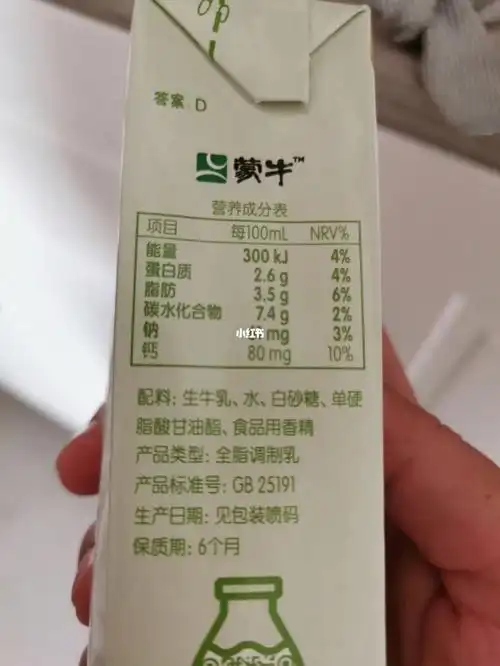 答案:D
蒙牛™
营养成分表
项目 每100mL NRV%
能量 300 kJ 4%
蛋白质 2.6 g 4%
脂肪 3.5 g 6%
碳水化合物 7.4 g 2%
钠 mg 3%
钙 80 mg 10%
小红书
配料:生牛乳、水、白砂糖、单硬
脂酸甘油酯、食品用香精
产品类型:全脂调制乳
产品标准号:GB 25191
生产日期:见包装喷码
保质期:6个月